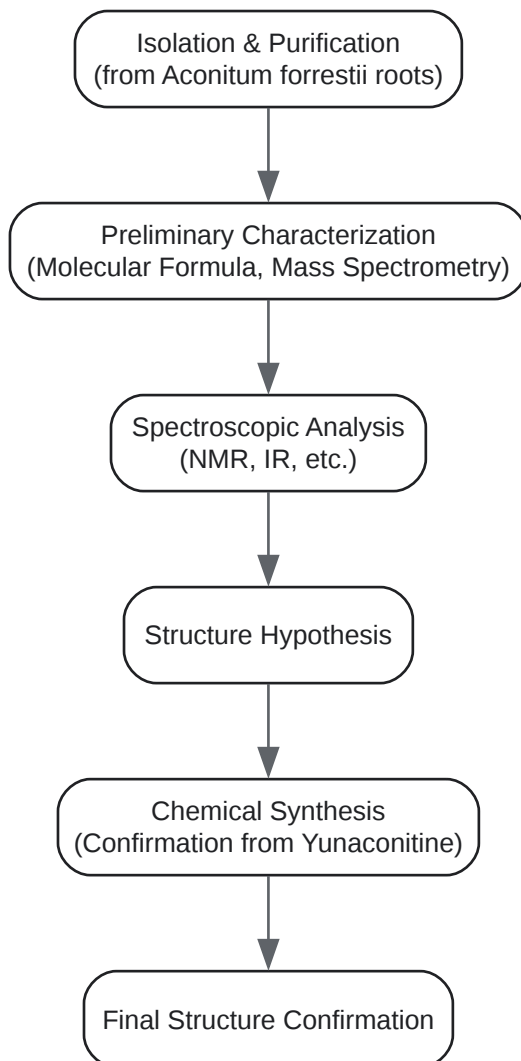 Isolation & Purification
(from Aconitum forrestii roots)
Preliminary Characterization
(Molecular Formula, Mass Spectrometry)
Spectroscopic Analysis
(NMR, IR, etc.)
Structure Hypothesis
Chemical Synthesis
(Confirmation from Yunaconitine)
Final Structure Confirmation